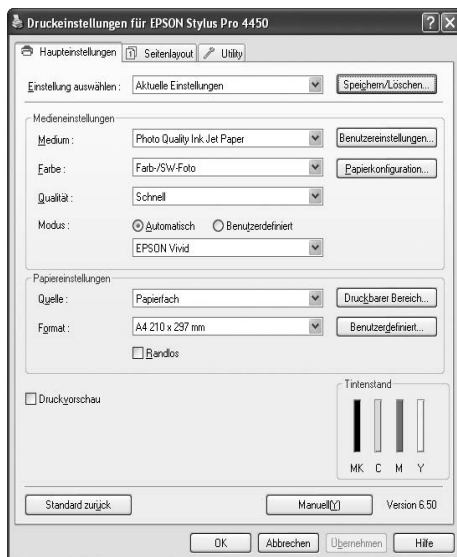 Druckeinstellungen für EPSON Stylus Pro 4450
Haupteinstellungen Seitenlayout Utility
Einstellung auswählen : Aktuelle Einstellungen Speichern/Löschen...
Medieneinstellungen
Medium : Photo Quality Ink Jet Paper Benutzereinstellungen...
Farbe : Farb-/SW-Foto Papierkonfiguration...
Qualität : Schnell
Modus : Automatisch Benutzerdefiniert
EPSON Vivid
Papiereinstellungen
Quelle : Papierfach Druckbarer Bereich...
Format : A4 210 x 297 mm Benutzerdefiniert...
Randlos
Druckvorschau
Tintenstand
MK C M Y
Standard zurück Manuell(Y) Version 6.50
OK Abbrechen Übernehmen Hilfe